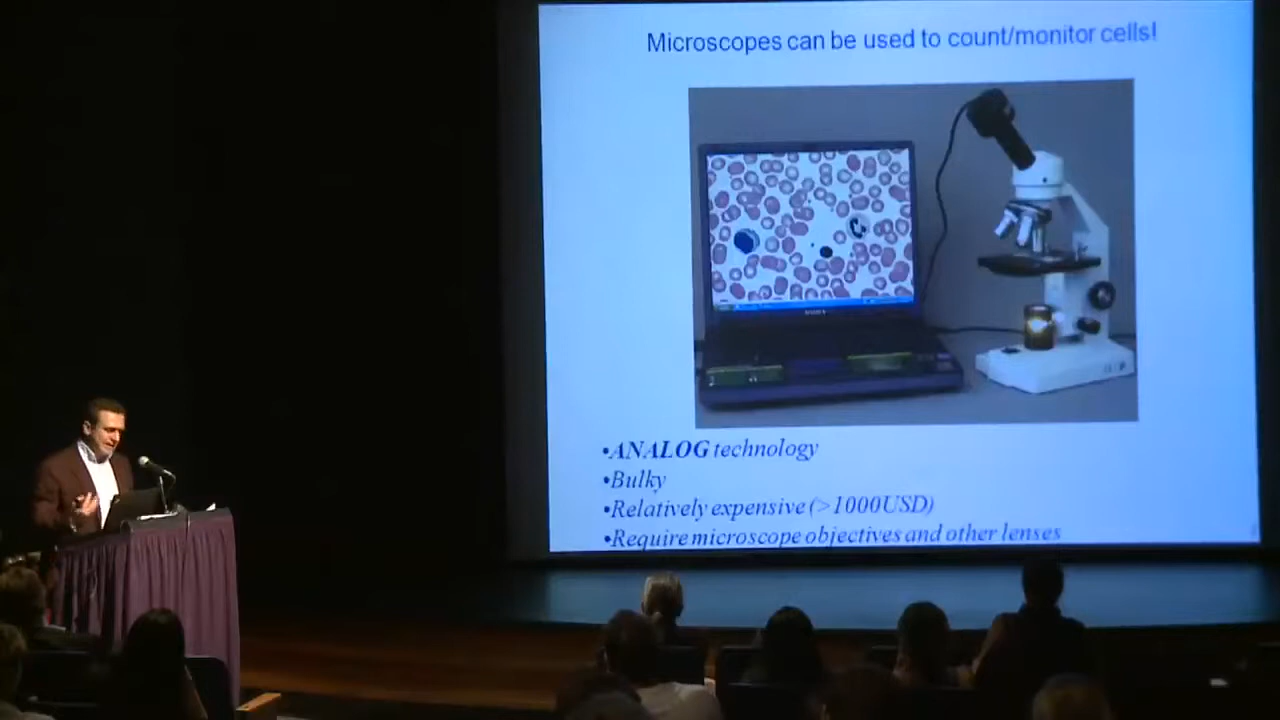 Microscopes can be used to count/monitor cells!
•ANALOG technology
•Bulky
•Relatively expensive (>1000USD)
•Require microscope objectives and other lenses